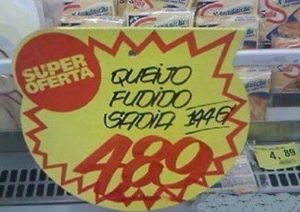 SUPER
OFERTA
QUEIJO
FUDIDO
SADIA 144G
4,89
4,89